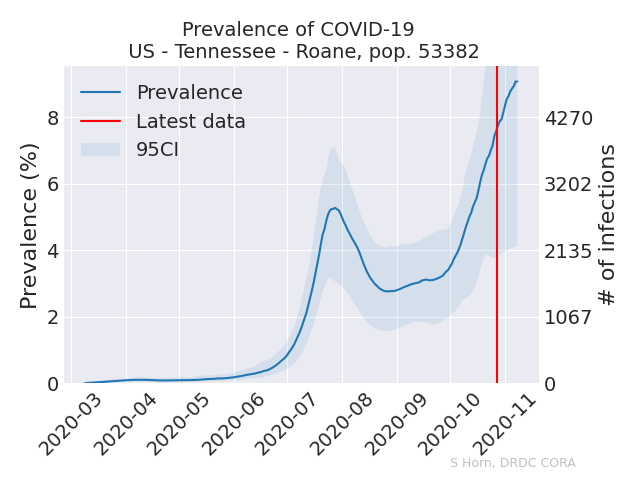 Prevalence of COVID-19
US - Tennessee - Roane, pop. 53382
Prevalence
Latest data
95CI
Prevalence (%)
8
6
4
2
0
4270
3202
2135
1067
0
# of infections
2020-03
2020-04
2020-05
2020-06
2020-07
2020-08
2020-09
2020-10
2020-11
S Horn, DRDC CORA